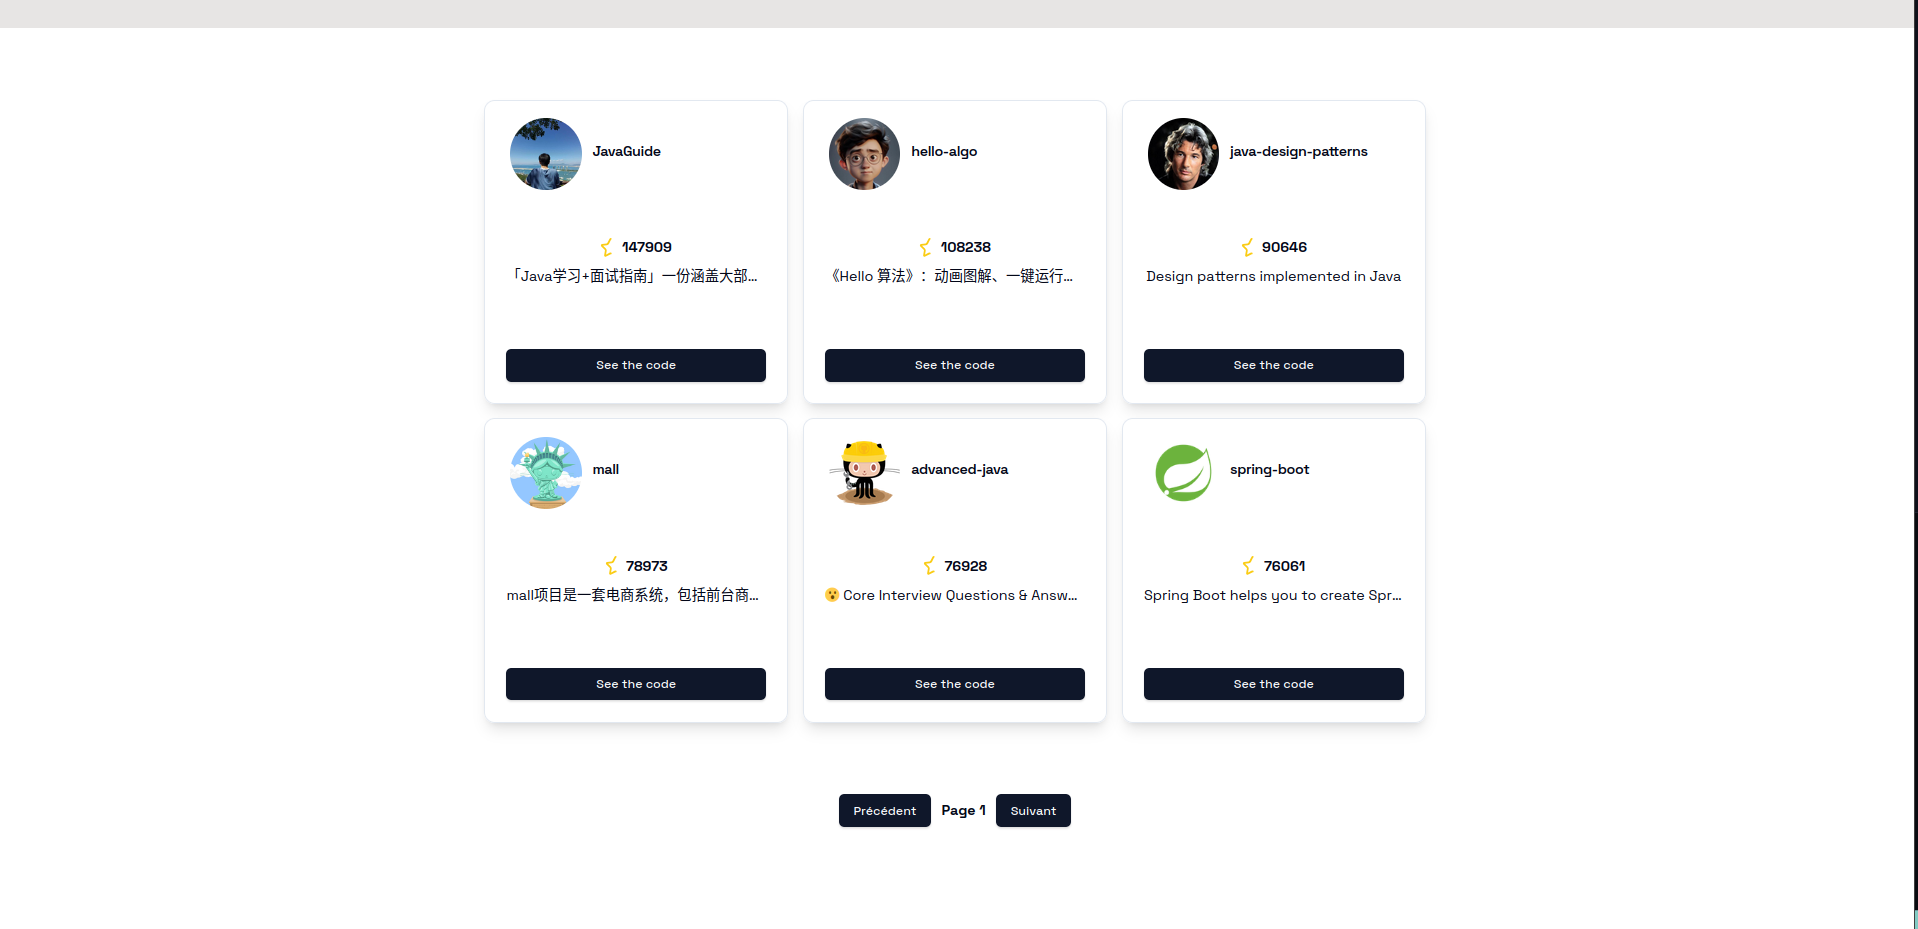 JavaGuide
147909
「Java学习+面试指南」一份涵盖大部...
See the code
hello-algo
108238
《Hello 算法》：动画图解、一键运行...
See the code
java-design-patterns
90646
Design patterns implemented in Java
See the code
mall
78973
mall项目是一套电商系统，包括前台商...
See the code
advanced-java
76928
😮 Core Interview Questions & Answ...
See the code
spring-boot
76061
Spring Boot helps you to create Spr...
See the code
Précédent Page 1 Suivant